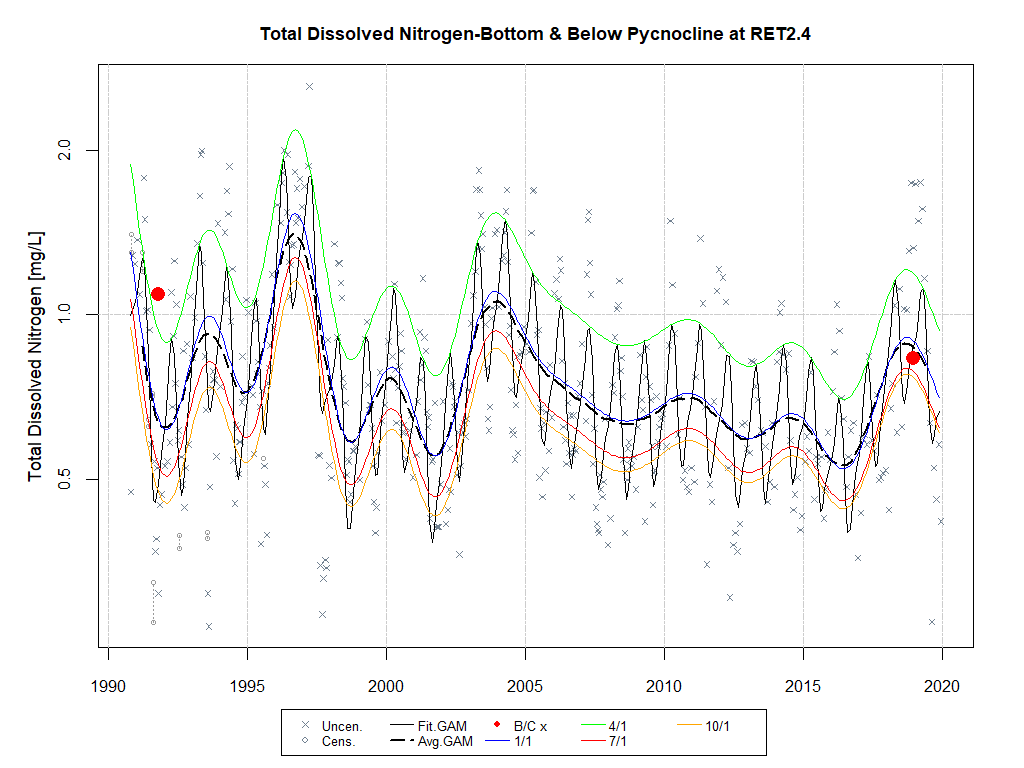 Total Dissolved Nitrogen-Bottom & Below Pycnocline at RET2.4
Total Dissolved Nitrogen [mg/L]
2.0
1.0
0.5
1990 1995 2000 2005 2010 2015 2020
Uncen. Fit.GAM B/C x 4/1 10/1
Cens. Avg.GAM 1/1 7/1